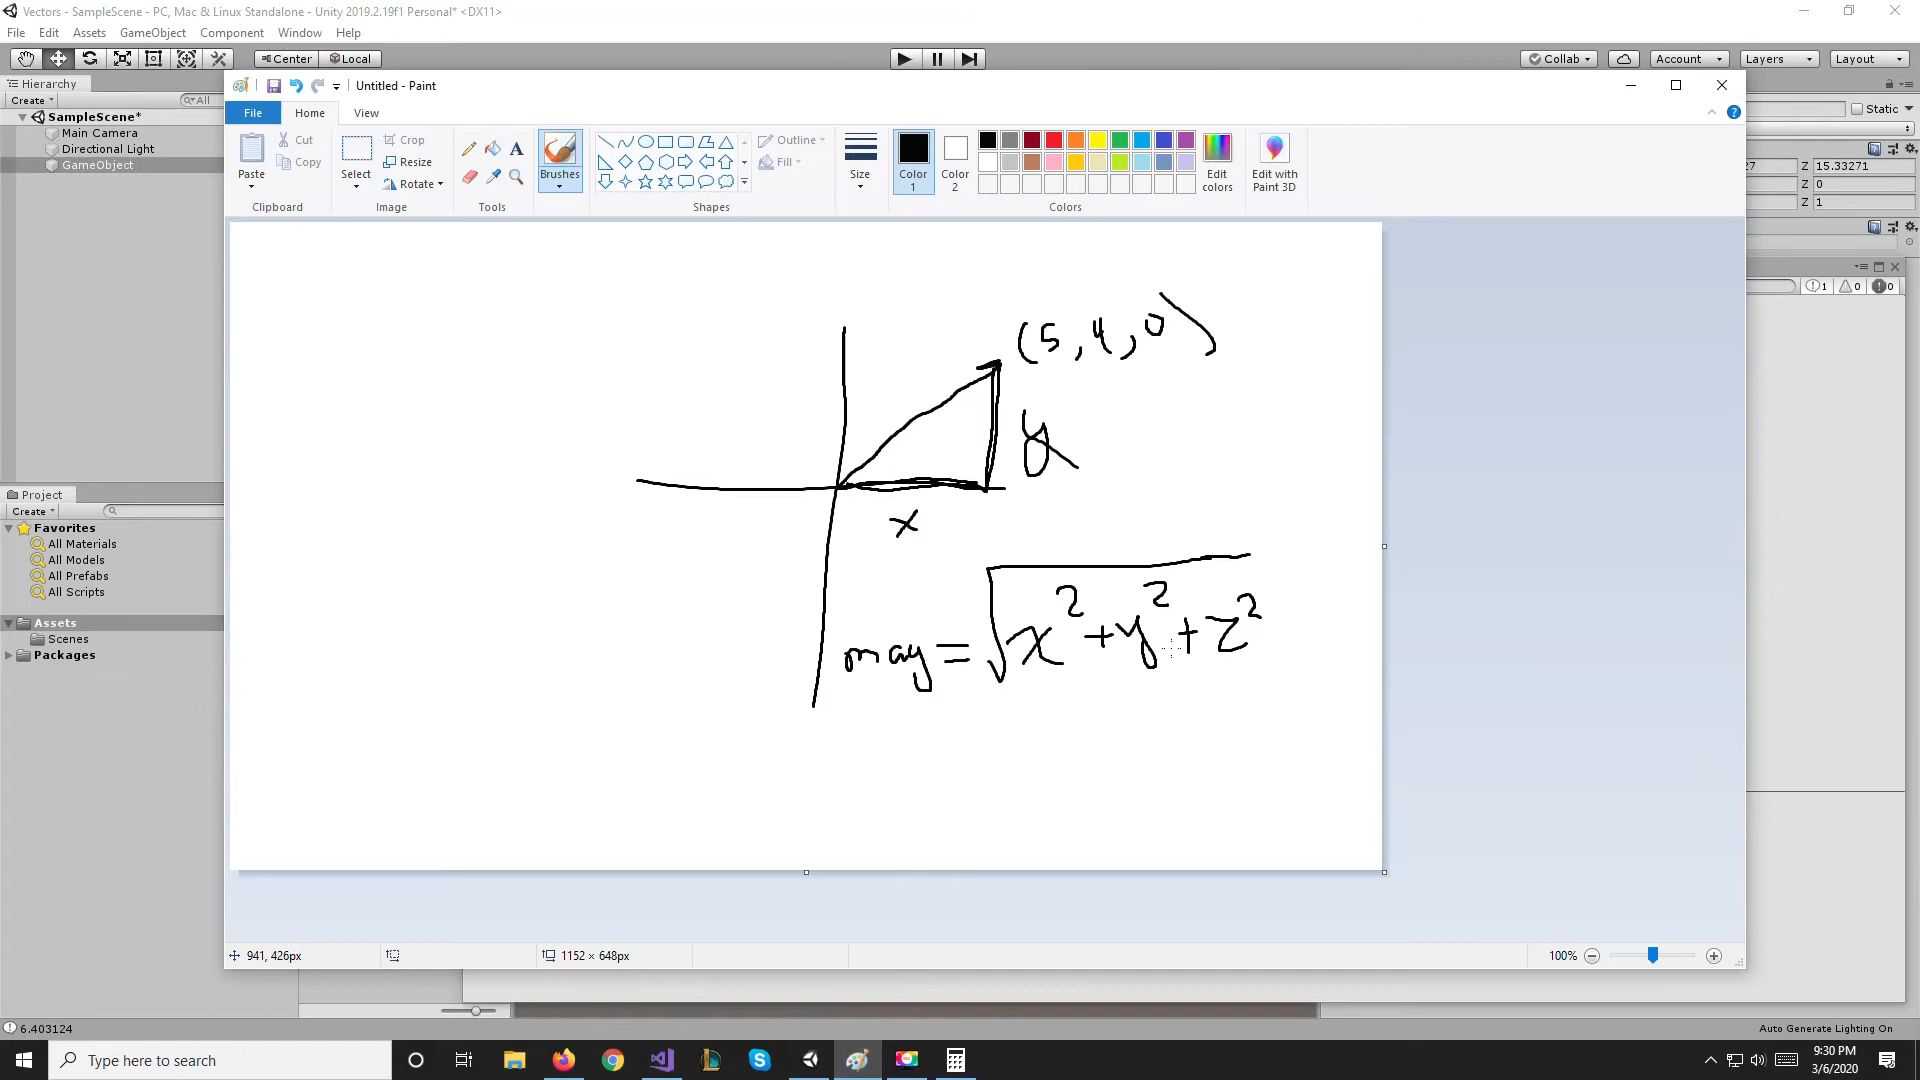 Vectors - SampleScene - PC, Mac & Linux Standalone - Unity 2019.2.19f1 Personal* <DX11>
File Edit Assets GameObject Component Window Help
Center Local
Collab Account Layers Layout
Hierarchy
Create All
SampleScene*
Main Camera
Directional Light
GameObject
Project
Create
Favorites
All Materials
All Models
All Prefabs
All Scripts
Assets
Scenes
Packages
Untitled - Paint
File Home View
Paste
Cut
Copy
Clipboard
Select
Crop
Resize
Rotate
Image
A
Tools
Brushes
Outline
Fill
Shapes
Size
Color 1
Color 2
Edit colors
Colors
Edit with Paint 3D
Static
27 Z 15.33271
Z 0
Z 1
1 0 0
(5, 4, 0)
y
x
mag = √x²+y²+z²
941, 426px
1152 × 648px
100%
6.403124
Auto Generate Lighting On
Type here to search
9:30 PM
3/6/2020